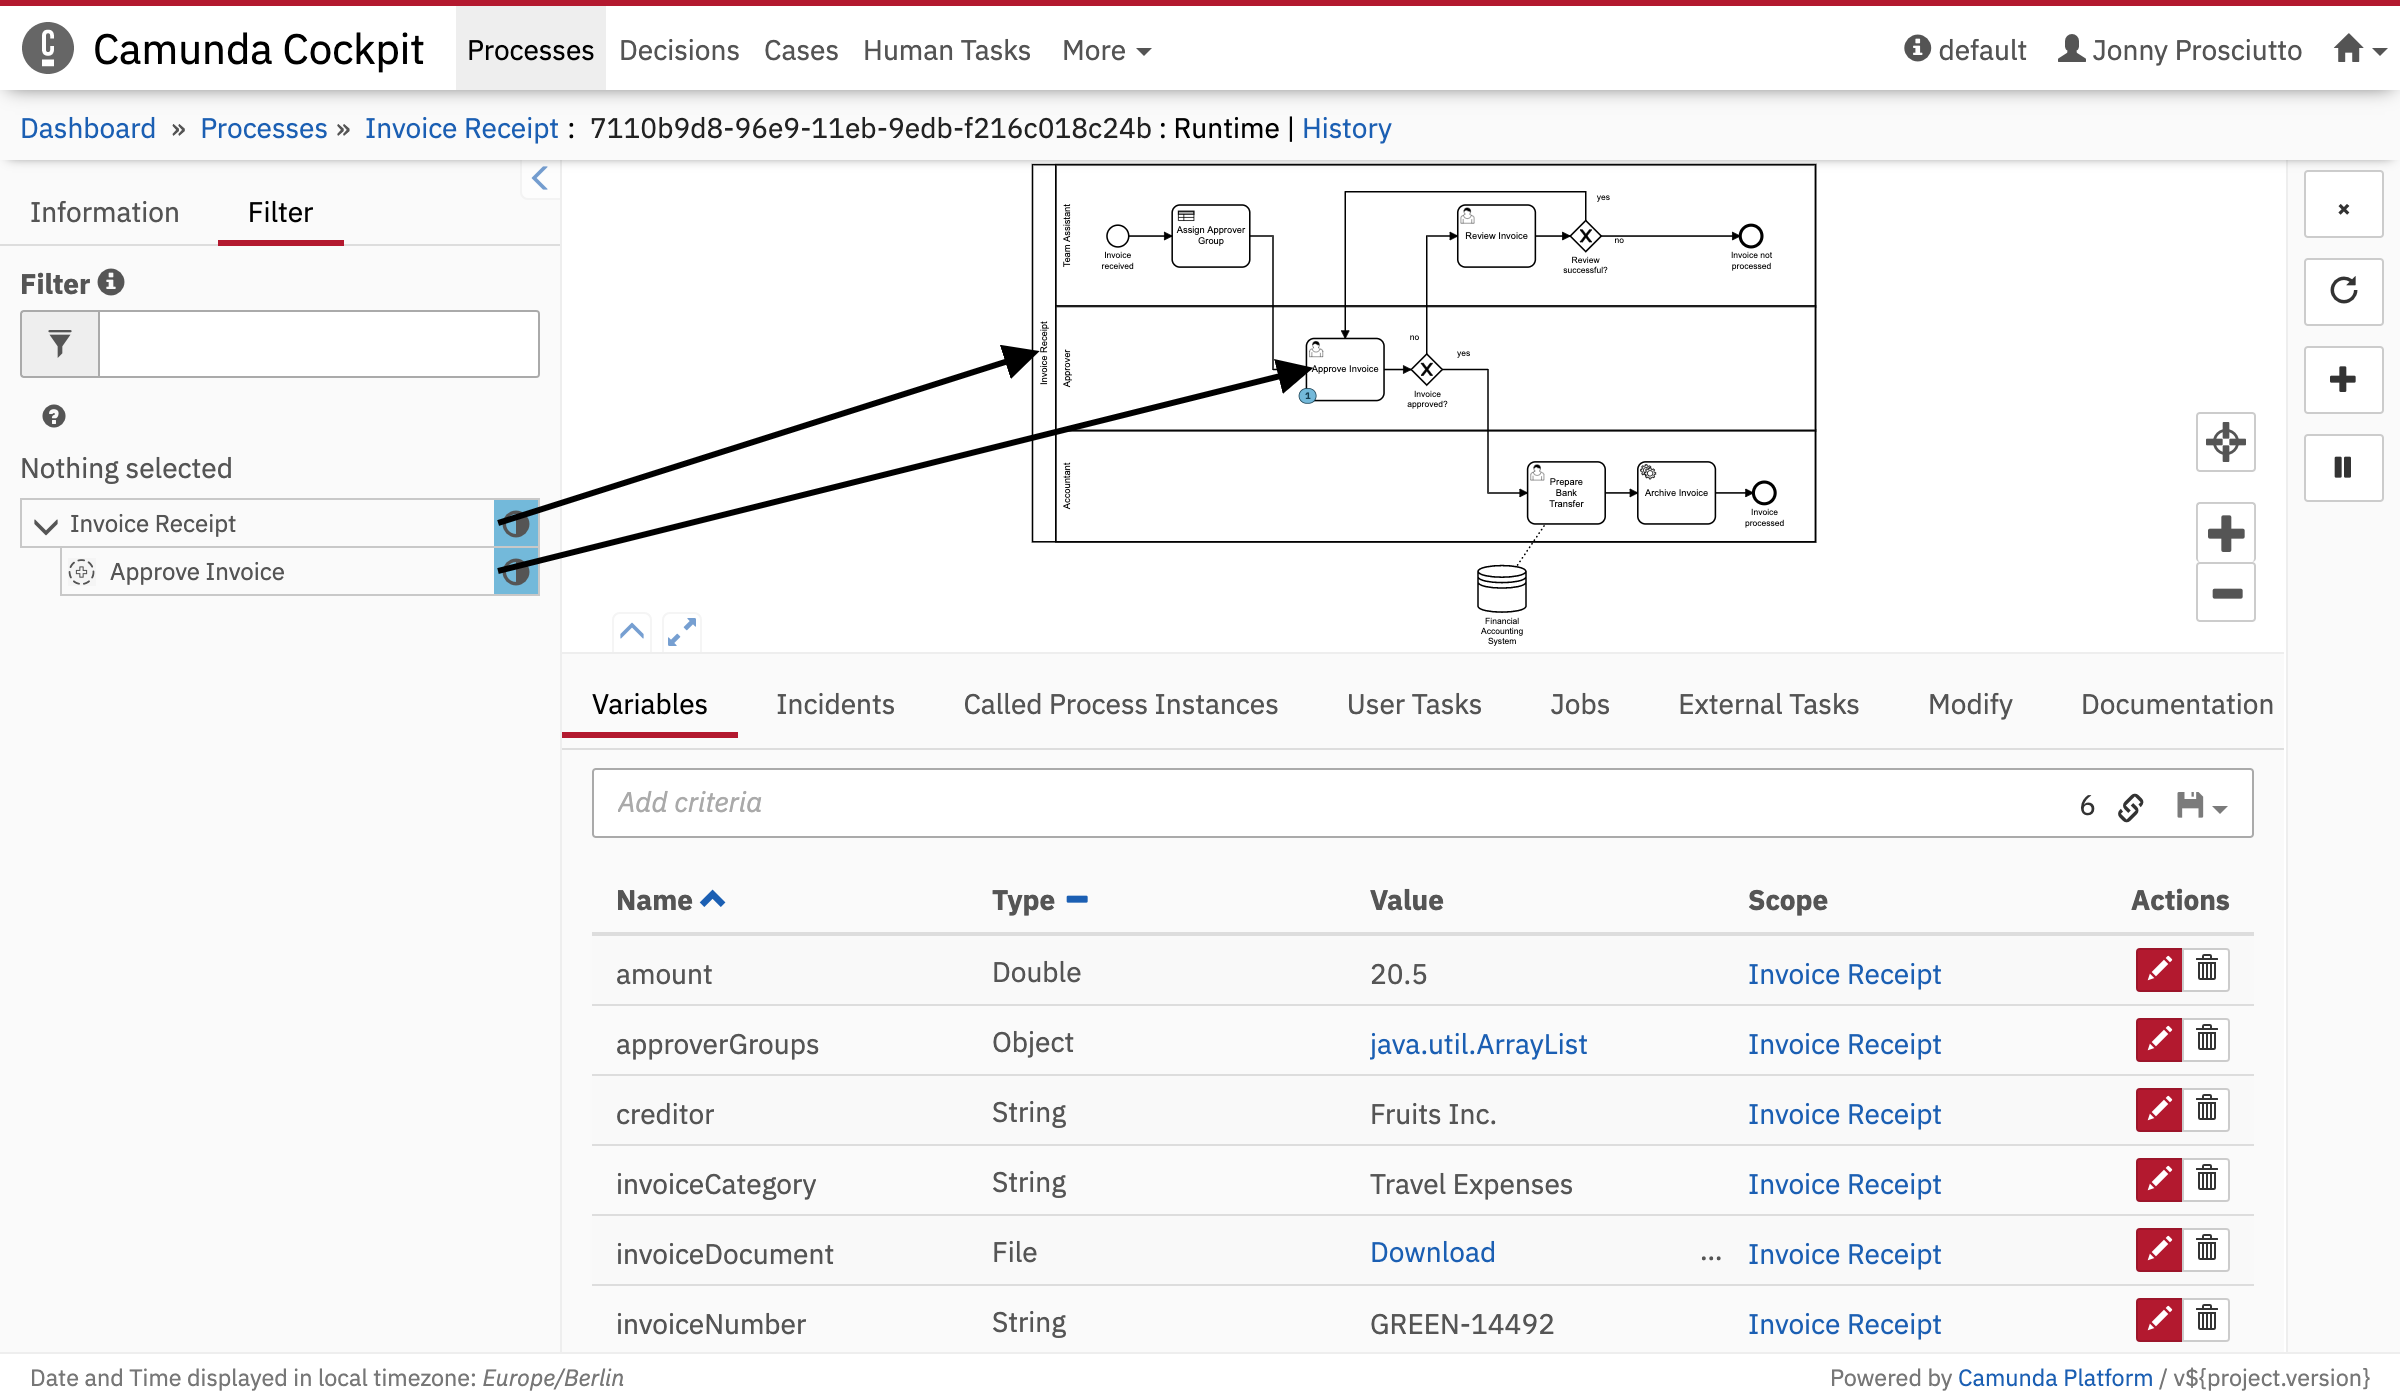 Camunda Cockpit Processes Decisions Cases Human Tasks More default Jonny Prosciutto
Dashboard » Processes » Invoice Receipt : 7110b9d8-96e9-11eb-9edb-f216c018c24b : Runtime | History
Information Filter
Filter
Nothing selected
Invoice Receipt
Approve Invoice
Invoice Receipt
Team Assistant
Approver
Accountant
Invoice
received
Assign Approver
Group
Review Invoice
yes
no
Review
successful?
Invoice not
processed
Approve Invoice
1
no
yes
Invoice
approved?
Prepare
Bank
Transfer
Archive Invoice
Invoice
processed
Financial
Accounting
System
Variables Incidents Called Process Instances User Tasks Jobs External Tasks Modify Documentation
Add criteria 6
Name Type Value Scope Actions
amount Double 20.5 Invoice Receipt
approverGroups Object java.util.ArrayList Invoice Receipt
creditor String Fruits Inc. Invoice Receipt
invoiceCategory String Travel Expenses Invoice Receipt
invoiceDocument File Download ... Invoice Receipt
invoiceNumber String GREEN-14492 Invoice Receipt
Date and Time displayed in local timezone: Europe/Berlin Powered by Camunda Platform / v${project.version}